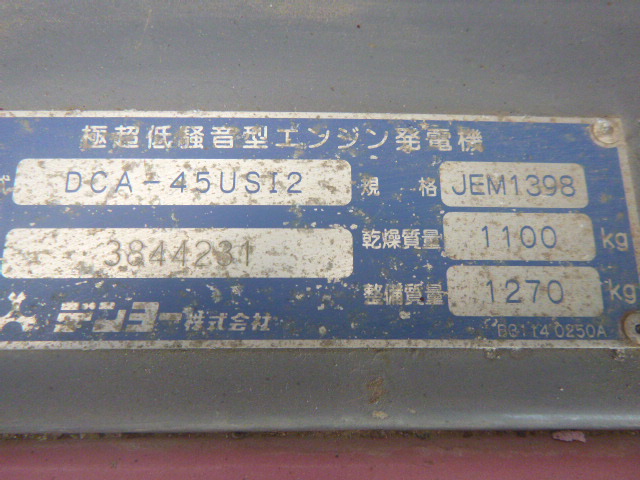 極超低騒音型エンジン発電機
DCA-45USI2 規格 JEM1398
3844231 乾燥質量 1100 kg
デンヨー株式会社 整備質量 1270 kg
BG114 0250A